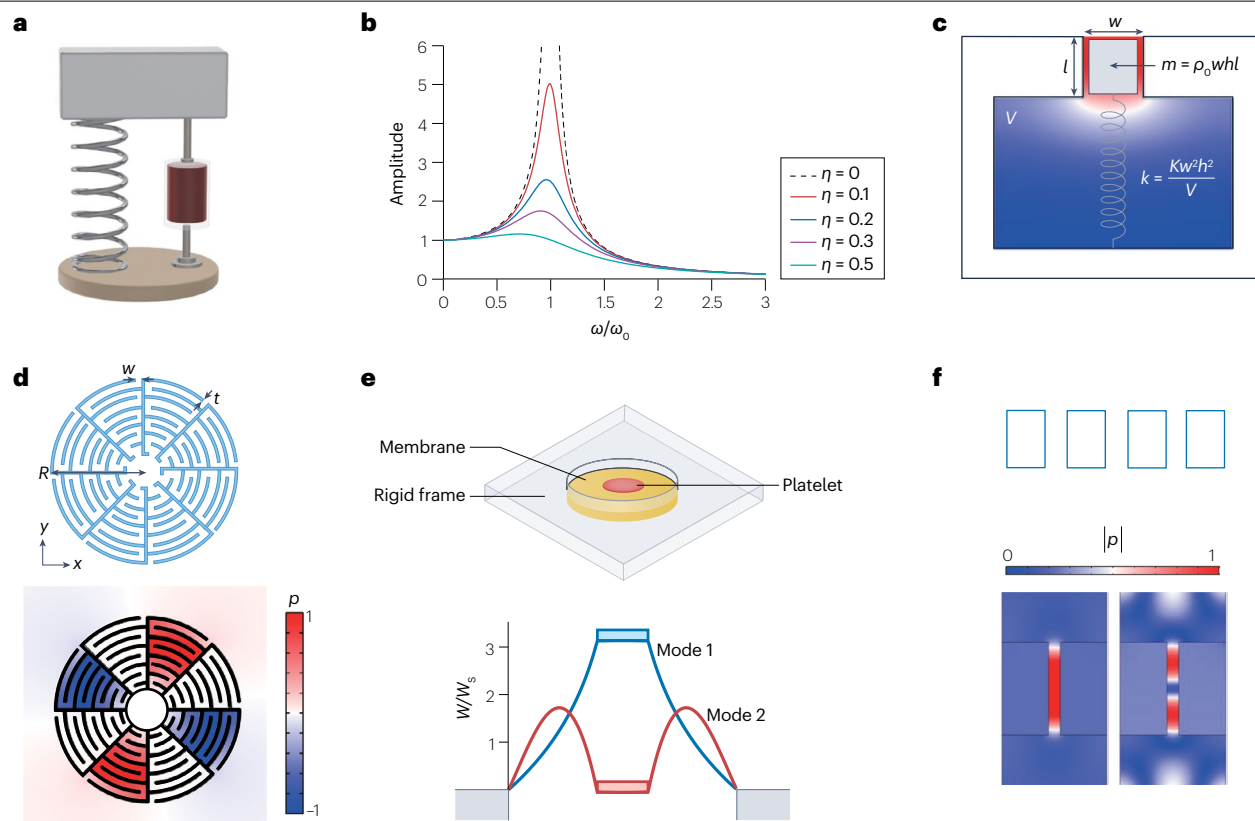 a
b
6
5
4
3
2
1
0
Amplitude
0
0.5
1
1.5
2
2.5
3
ω/ω₀
η = 0
η = 0.1
η = 0.2
η = 0.3
η = 0.5
c
w
l
m = ρ₀whl
V
k = Kw²h²/V
d
w
t
R
y
x
p
1
–1
e
Membrane
Rigid frame
Platelet
3
2
1
W/Wₛ
Mode 1
Mode 2
f
|p|
0
1